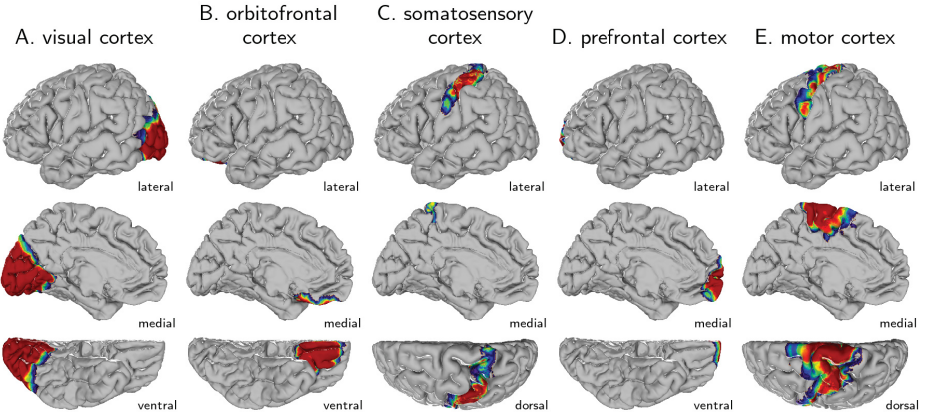 A. visual cortex
B. orbitofrontal
cortex
C. somatosensory
cortex
D. prefrontal cortex
E. motor cortex
lateral
lateral
lateral
lateral
lateral
medial
medial
medial
medial
medial
ventral
ventral
dorsal
ventral
dorsal